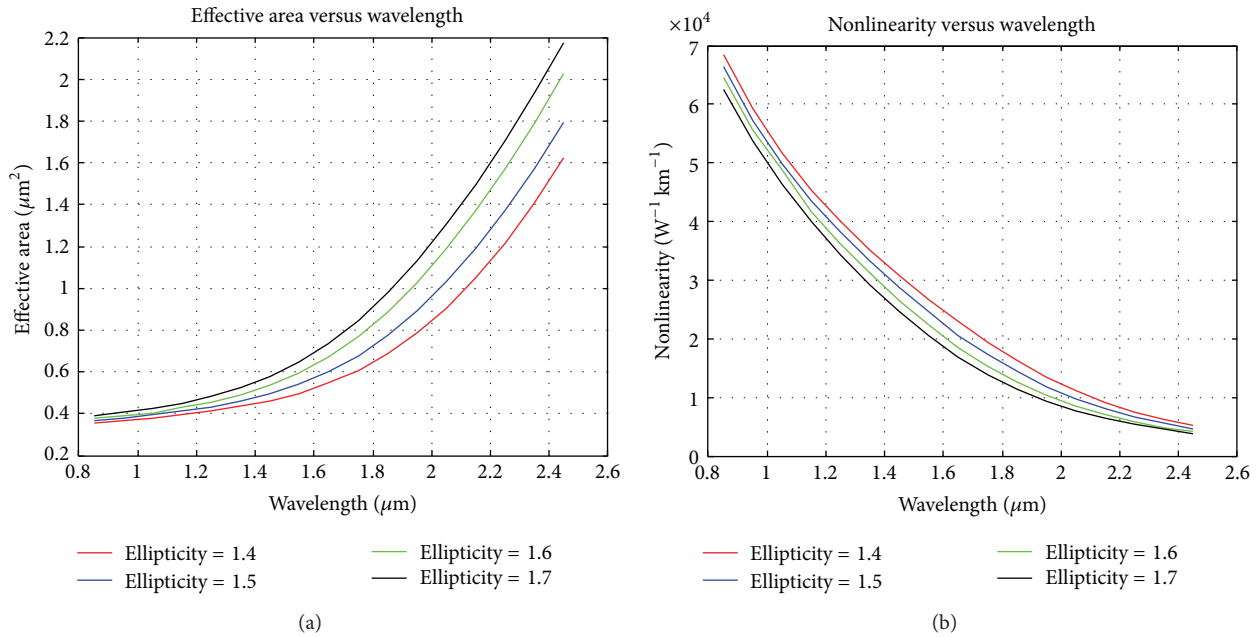 Effective area versus wavelength
2.2
2
1.8
1.6
1.4
1.2
1
0.8
0.6
0.4
0.2
Effective area (μm²)
0.8 1 1.2 1.4 1.6 1.8 2 2.2 2.4 2.6
Wavelength (μm)
Ellipticity = 1.4
Ellipticity = 1.5
Ellipticity = 1.6
Ellipticity = 1.7
(a)
×10⁴
Nonlinearity versus wavelength
7
6
5
4
3
2
1
0
Nonlinearity (W⁻¹ km⁻¹)
0.8 1 1.2 1.4 1.6 1.8 2 2.2 2.4 2.6
Wavelength (μm)
Ellipticity = 1.4
Ellipticity = 1.5
Ellipticity = 1.6
Ellipticity = 1.7
(b)